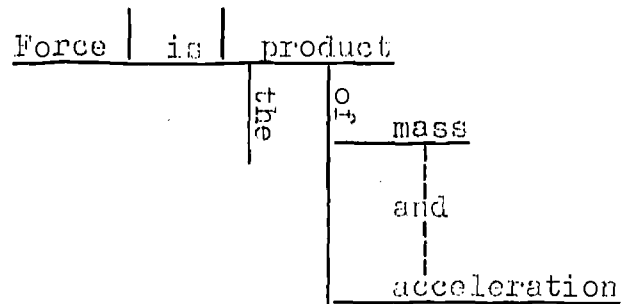 Force is product
the
of
mass
and
acceleration